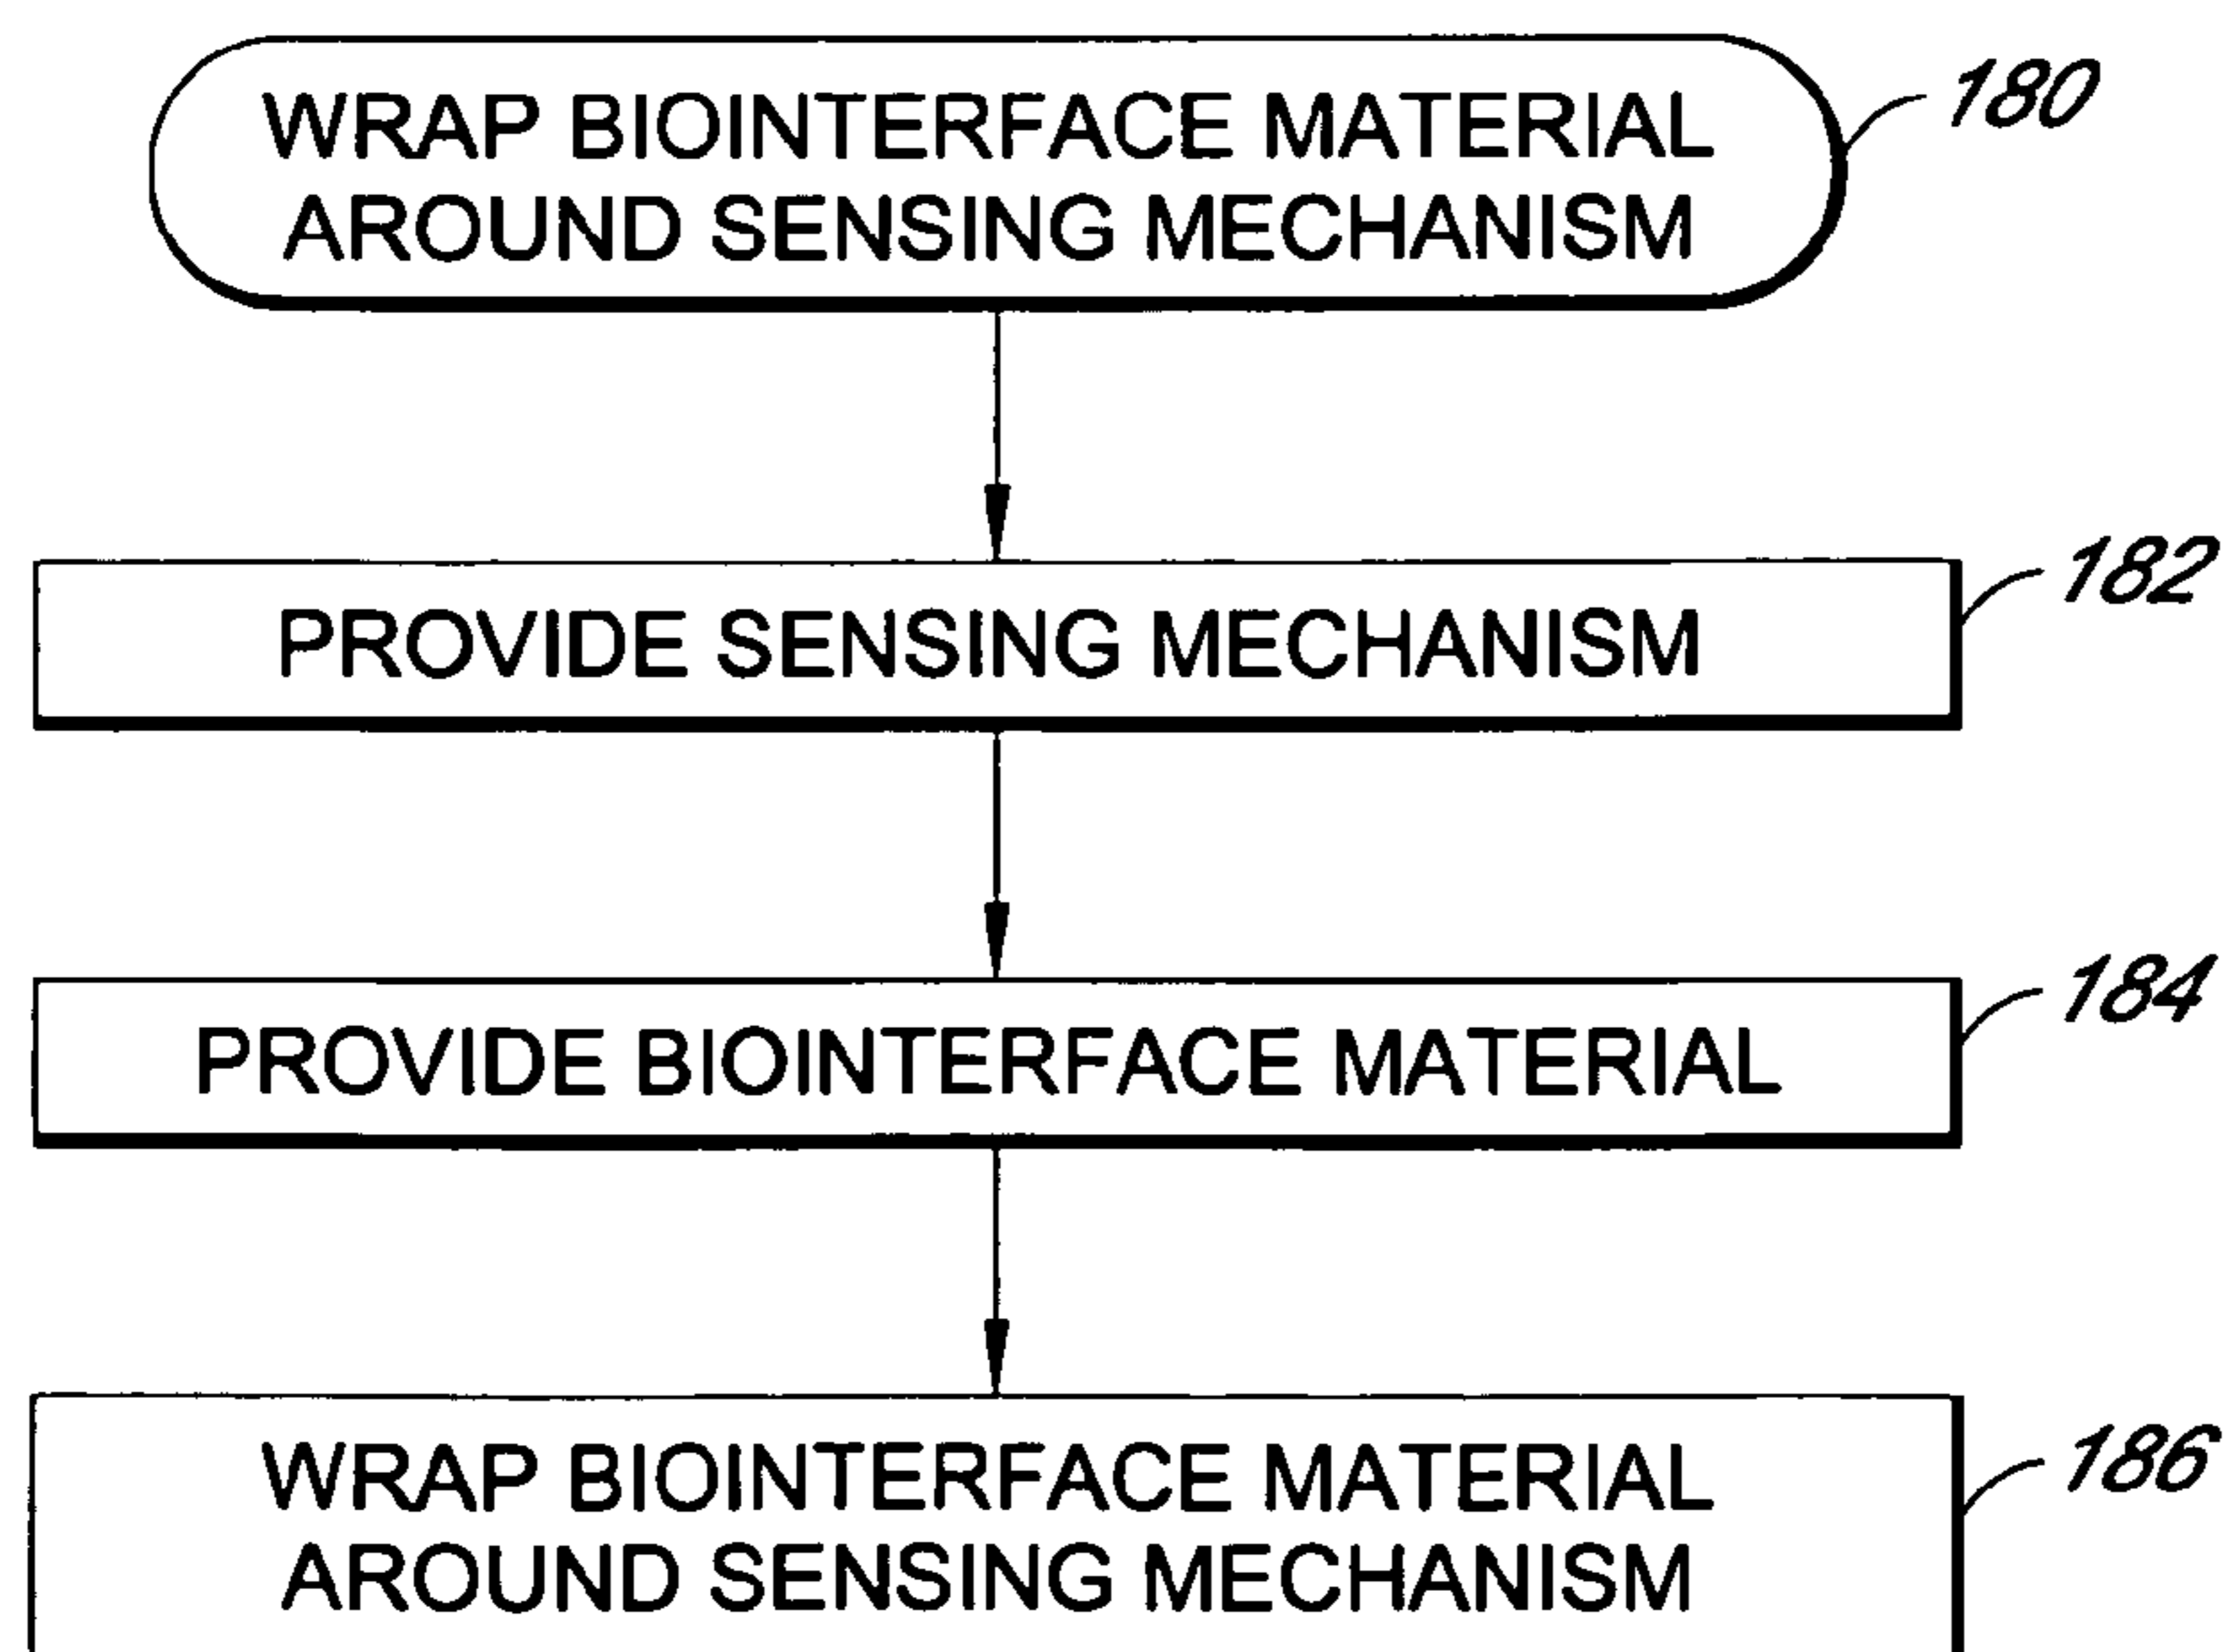 WRAP BIOINTERFACE MATERIAL
AROUND SENSING MECHANISM
180
PROVIDE SENSING MECHANISM
182
PROVIDE BIOINTERFACE MATERIAL
184
WRAP BIOINTERFACE MATERIAL
AROUND SENSING MECHANISM
186